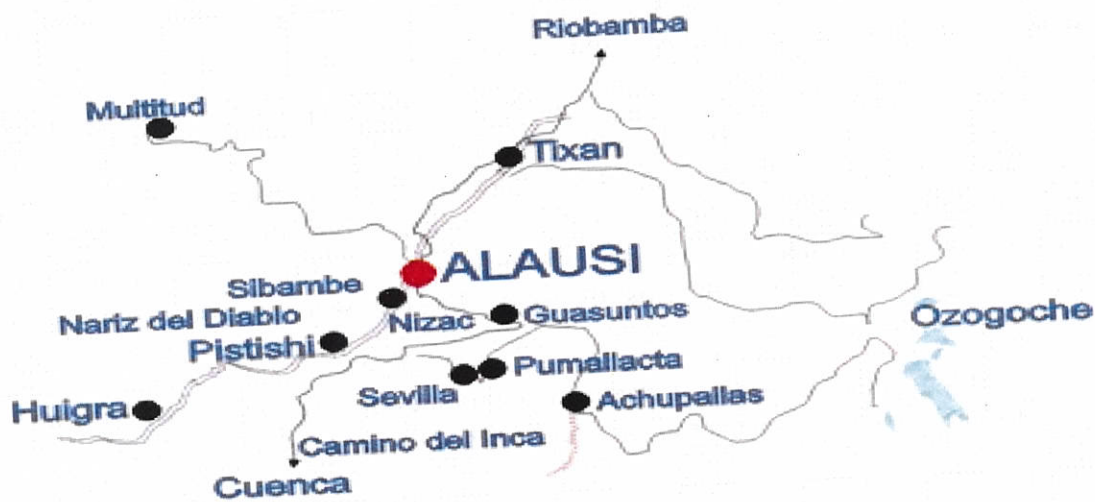 Riobamba
Multitud
Tixan
ALAUSI
Sibambe
Nariz del Diablo
Nizac
Guasuntos
Ozogoche
Pistishi
Pumallacta
Sevilla
Achupallas
Huigra
Camino del Inca
Cuenca